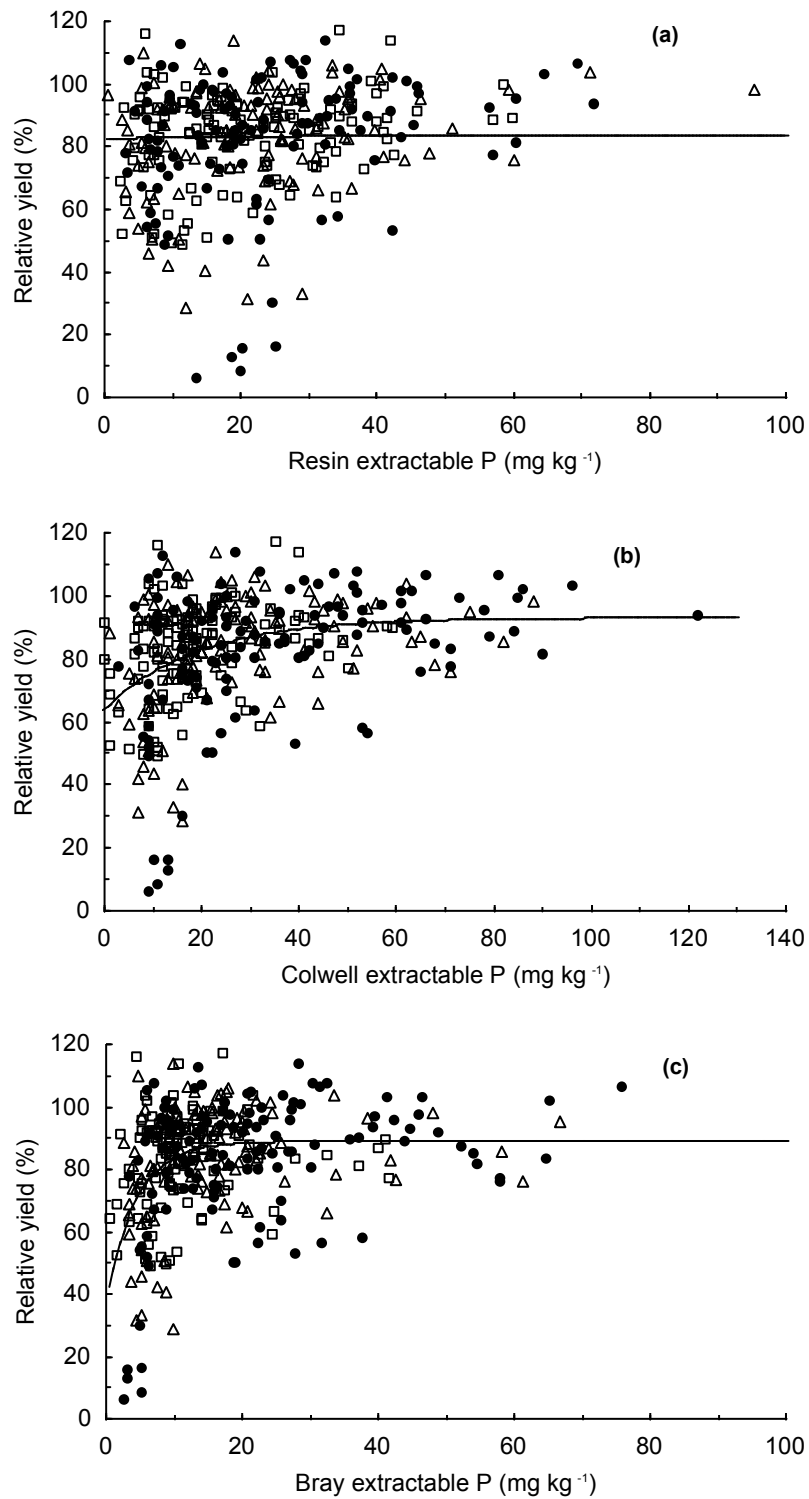 (a)
120
100
80
60
40
20
0
Relative yield (%)
0 20 40 60 80 100
Resin extractable P (mg kg -1)
(b)
120
100
80
60
40
20
0
Relative yield (%)
0 20 40 60 80 100 120 140
Colwell extractable P (mg kg -1)
(c)
120
100
80
60
40
20
0
Relative yield (%)
0 20 40 60 80 100
Bray extractable P (mg kg -1)